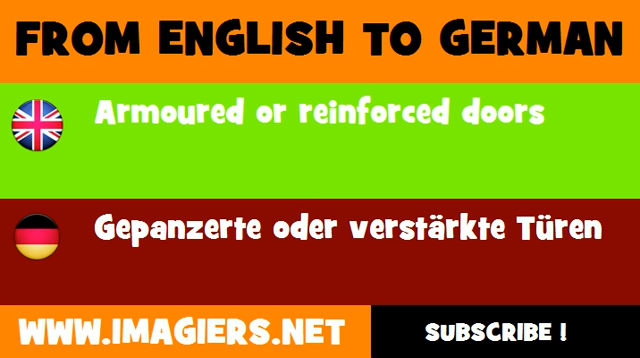 FROM ENGLISH TO GERMAN
Armoured or reinforced doors
Gepanzerte oder verstärkte Türen
WWW.IMAGIERS.NET
SUBSCRIBE !